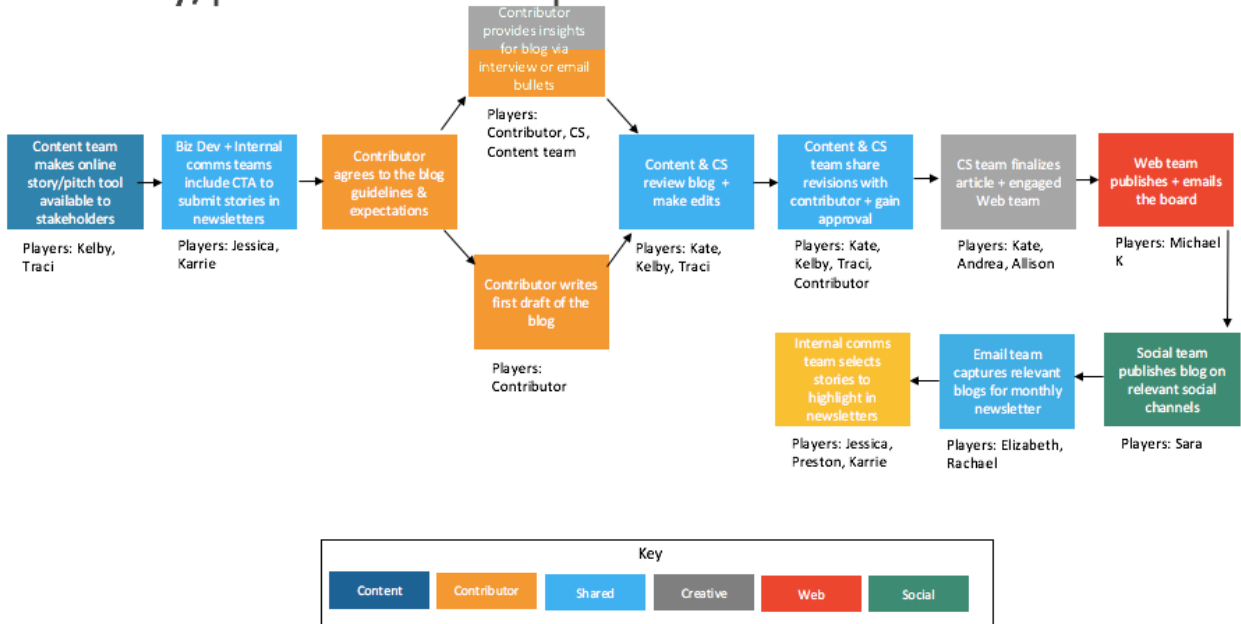 Contributor
provides insights
for blog via
interview or email
bullets
Players:
Contributor, CS,
Content team
Content team
makes online
story/pitch tool
available to
stakeholders
Players: Kelby,
Traci
Biz Dev + Internal
comms teams
include CTA to
submit stories in
newsletters
Players: Jessica,
Karrie
Contributor
agrees to the blog
guidelines &
expectations
Contributor writes
first draft of the
blog
Players:
Contributor
Content & CS
review blog +
make edits
Players: Kate,
Kelby, Traci
Content & CS
team share
revisions with
contributor + gain
approval
Players: Kate,
Kelby, Traci,
Contributor
CS team finalizes
article + engaged
Web team
Players: Kate,
Andrea, Allison
Web team
publishes + emails
the board
Players: Michael
K
Social team
publishes blog on
relevant social
channels
Players: Sara
Email team
captures relevant
blogs for monthly
newsletter
Players: Elizabeth,
Rachael
Internal comms
team selects
stories to
highlight in
newsletters
Players: Jessica,
Preston, Karrie
Key
Content
Contributor
Shared
Creative
Web
Social